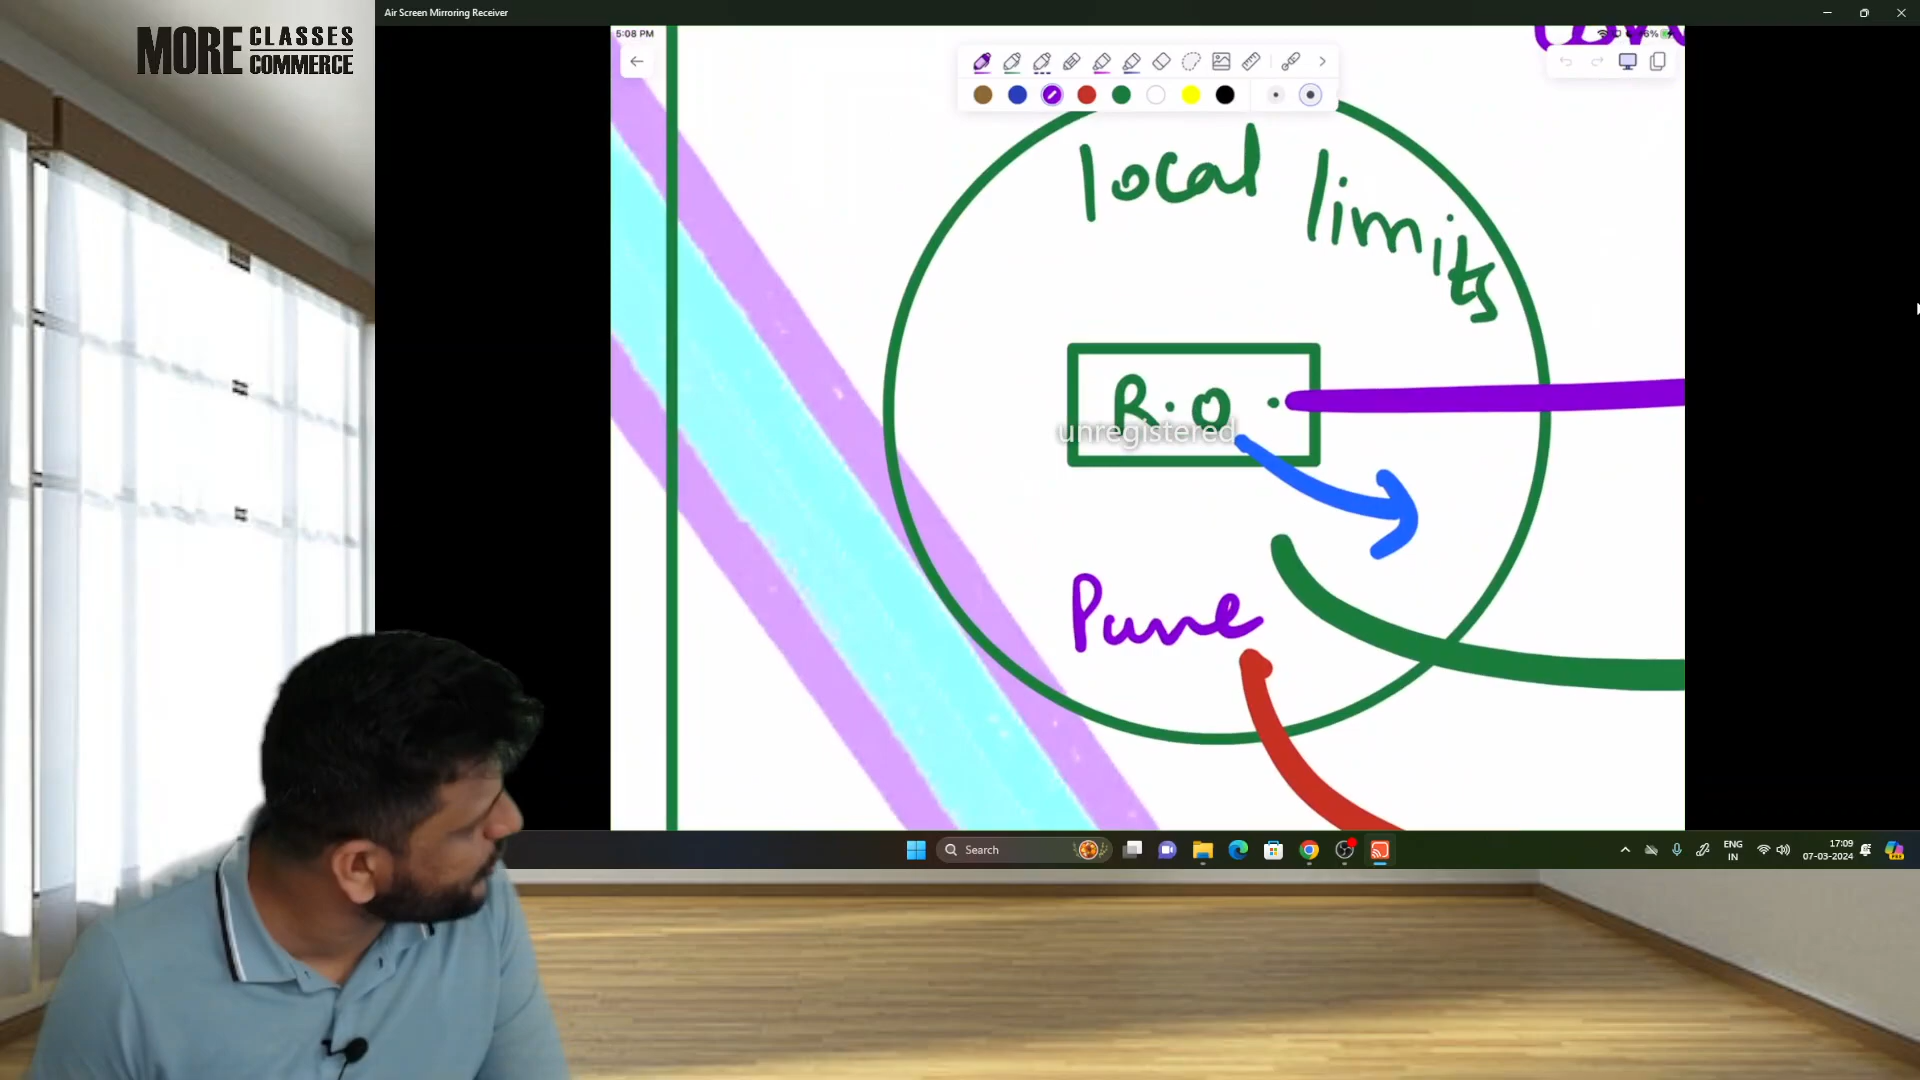 MORE CLASSES
COMMERCE
Air Screen Mirroring Receiver
5:08 PM
local limits
R.O.
unregistered
Pune
Search
ENG
IN
17:09
07-03-2024